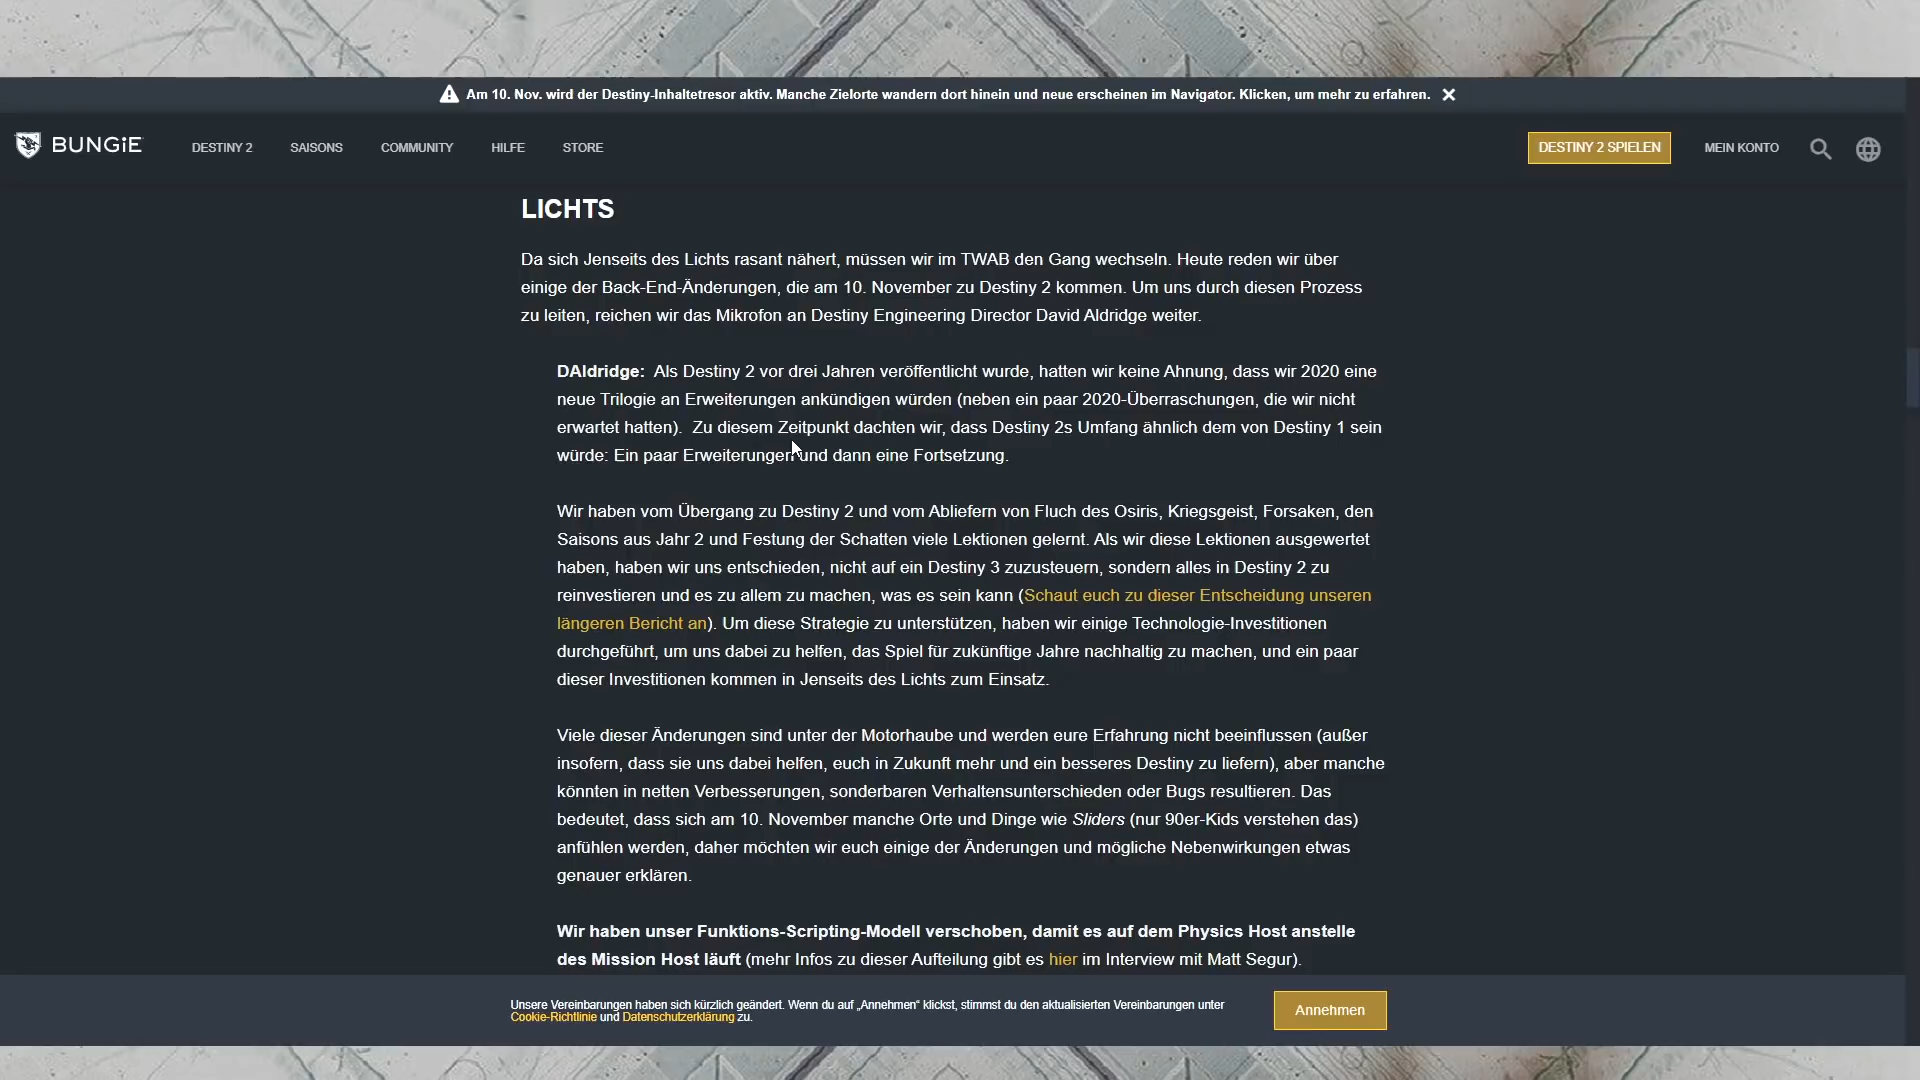 Am 10. Nov. wird der Destiny-Inhaltetresor aktiv. Manche Zielorte wandern dort hinein und neue erscheinen im Navigator. Klicken, um mehr zu erfahren.
BUNGiE
DESTINY 2
SAISONS
COMMUNITY
HILFE
STORE
DESTINY 2 SPIELEN
MEIN KONTO
LICHTS
Da sich Jenseits des Lichts rasant nähert, müssen wir im TWAB den Gang wechseln. Heute reden wir über
einige der Back-End-Änderungen, die am 10. November zu Destiny 2 kommen. Um uns durch diesen Prozess
zu leiten, reichen wir das Mikrofon an Destiny Engineering Director David Aldridge weiter.
DAldridge: Als Destiny 2 vor drei Jahren veröffentlicht wurde, hatten wir keine Ahnung, dass wir 2020 eine
neue Trilogie an Erweiterungen ankündigen würden (neben ein paar 2020-Überraschungen, die wir nicht
erwartet hatten). Zu diesem Zeitpunkt dachten wir, dass Destiny 2s Umfang ähnlich dem von Destiny 1 sein
würde: Ein paar Erweiterungen und dann eine Fortsetzung.
Wir haben vom Übergang zu Destiny 2 und vom Abliefern von Fluch des Osiris, Kriegsgeist, Forsaken, den
Saisons aus Jahr 2 und Festung der Schatten viele Lektionen gelernt. Als wir diese Lektionen ausgewertet
haben, haben wir uns entschieden, nicht auf ein Destiny 3 zuzusteuern, sondern alles in Destiny 2 zu
reinvestieren und es zu allem zu machen, was es sein kann (Schaut euch zu dieser Entscheidung unseren
längeren Bericht an). Um diese Strategie zu unterstützen, haben wir einige Technologie-Investitionen
durchgeführt, um uns dabei zu helfen, das Spiel für zukünftige Jahre nachhaltig zu machen, und ein paar
dieser Investitionen kommen in Jenseits des Lichts zum Einsatz.
Viele dieser Änderungen sind unter der Motorhaube und werden eure Erfahrung nicht beeinflussen (außer
insofern, dass sie uns dabei helfen, euch in Zukunft mehr und ein besseres Destiny zu liefern), aber manche
könnten in netten Verbesserungen, sonderbaren Verhaltensunterschieden oder Bugs resultieren. Das
bedeutet, dass sich am 10. November manche Orte und Dinge wie Sliders (nur 90er-Kids verstehen das)
anfühlen werden, daher möchten wir euch einige der Änderungen und mögliche Nebenwirkungen etwas
genauer erklären.
Wir haben unser Funktions-Scripting-Modell verschoben, damit es auf dem Physics Host anstelle
des Mission Host läuft (mehr Infos zu dieser Aufteilung gibt es hier im Interview mit Matt Segur).
Unsere Vereinbarungen haben sich kürzlich geändert. Wenn du auf „Annehmen“ klickst, stimmst du den aktualisierten Vereinbarungen unter
Cookie-Richtlinie und Datenschutzerklärung zu.
Annehmen